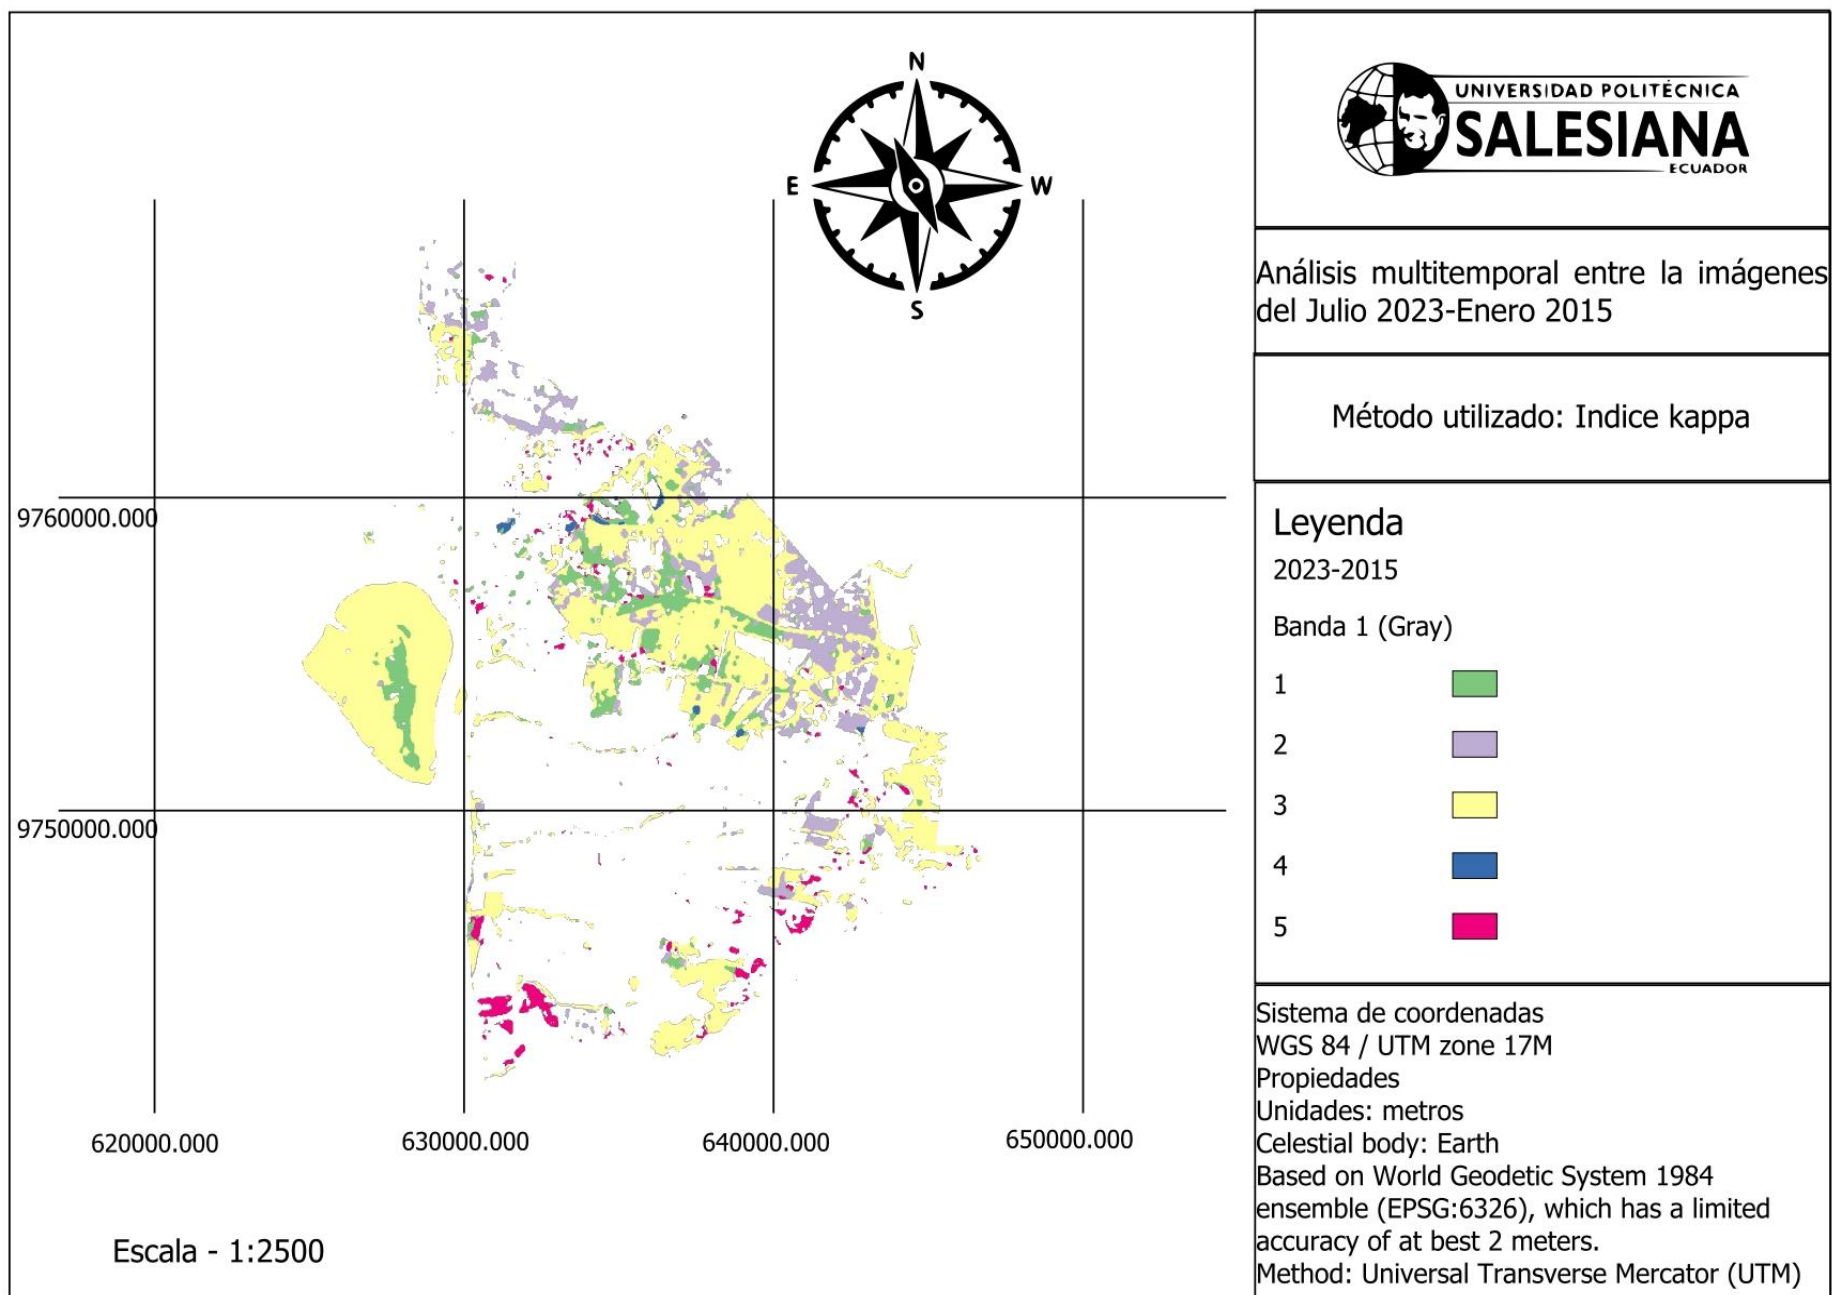 N
E
W
S
9760000.000
9750000.000
620000.000
630000.000
640000.000
650000.000
Escala - 1:2500
UNIVERSIDAD POLITÉCNICA
SALESIANA
ECUADOR
Análisis multitemporal entre la imágenes
del Julio 2023-Enero 2015
Método utilizado: Indice kappa
Leyenda
2023-2015
Banda 1 (Gray)
1
2
3
4
5
Sistema de coordenadas
WGS 84 / UTM zone 17M
Propiedades
Unidades: metros
Celestial body: Earth
Based on World Geodetic System 1984
ensemble (EPSG:6326), which has a limited
accuracy of at best 2 meters.
Method: Universal Transverse Mercator (UTM)